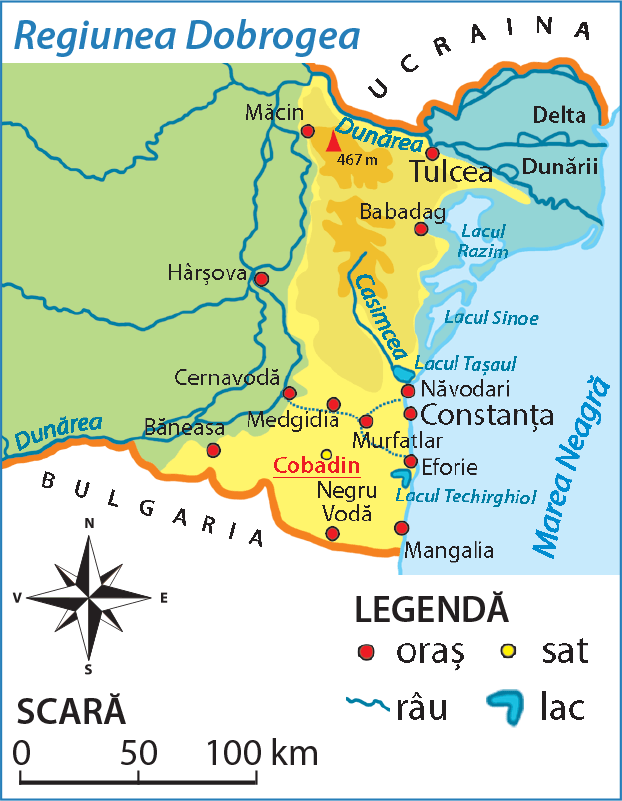 Regiunea Dobrogea
UCRAINA
Măcin
Dunărea
467 m
Delta
Dunării
Tulcea
Babadag
Lacul
Razim
Hârșova
Casimcea
Lacul Sinoe
Lacul Tașaul
Cernavodă
Năvodari
Medgidia
Constanța
Dunărea
Băneasa
Murfatlar
Cobadin
Eforie
Marea Neagră
BULGARIA
Negru
Vodă
Lacul Techirghiol
Mangalia
N
V
E
S
LEGENDĂ
oraș
sat
râu
lac
SCARĂ
0 50 100 km